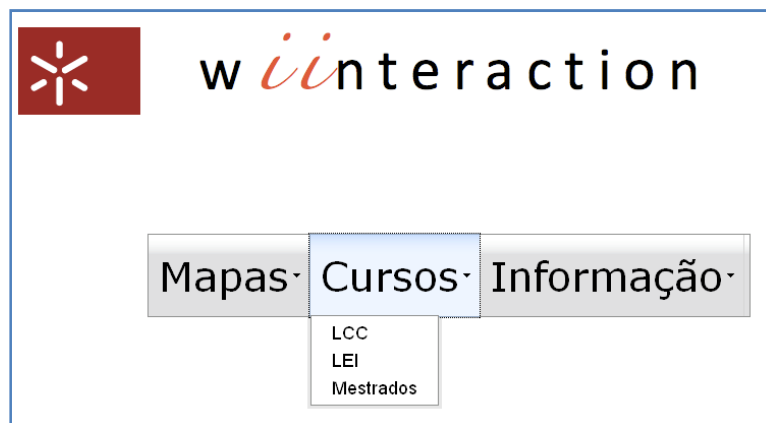 wiinteraction
Mapas Cursos Informação
LCC
LEI
Mestrados